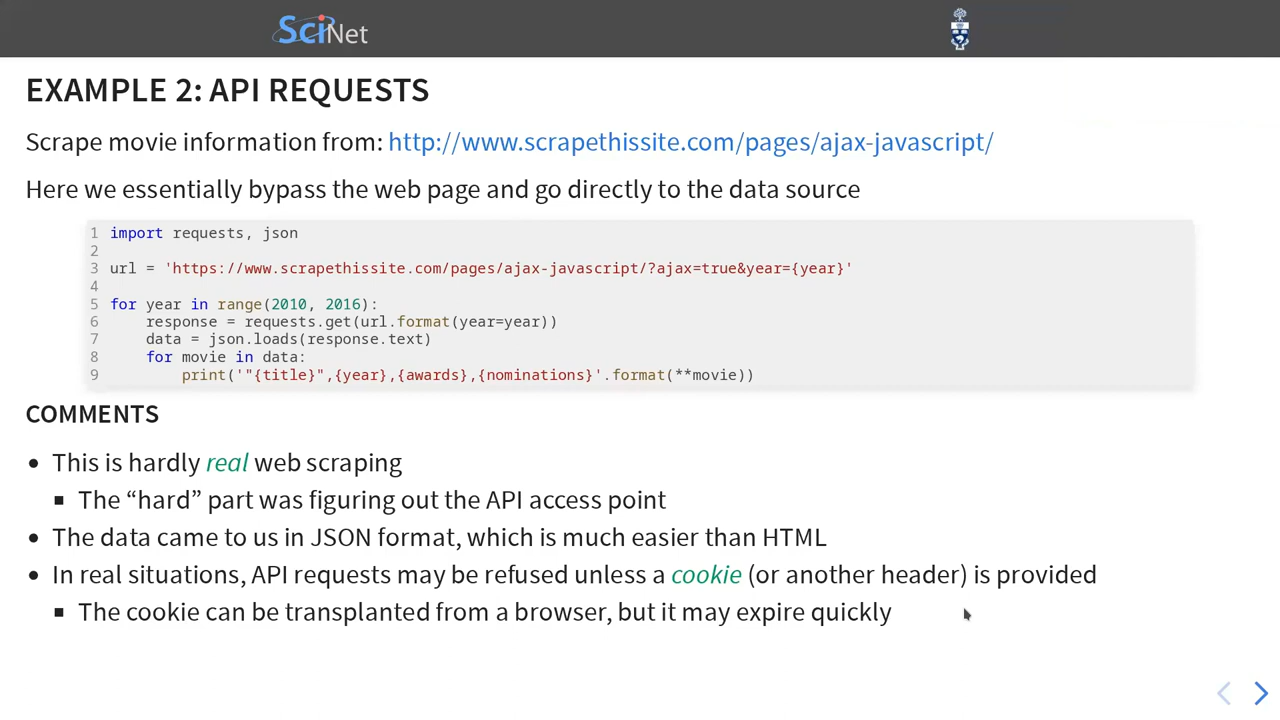 SciNet
EXAMPLE 2: API REQUESTS
Scrape movie information from: http://www.scrapethissite.com/pages/ajax-javascript/
Here we essentially bypass the web page and go directly to the data source
1 import requests, json
2
3 url = 'https://www.scrapethissite.com/pages/ajax-javascript/?ajax=true&year={year}'
4
5 for year in range(2010, 2016):
6     response = requests.get(url.format(year=year))
7     data = json.loads(response.text)
8     for movie in data:
9         print('"{title}",{year},{awards},{nominations}'.format(**movie))
COMMENTS
• This is hardly real web scraping
▪ The “hard” part was figuring out the API access point
• The data came to us in JSON format, which is much easier than HTML
• In real situations, API requests may be refused unless a cookie (or another header) is provided
▪ The cookie can be transplanted from a browser, but it may expire quickly